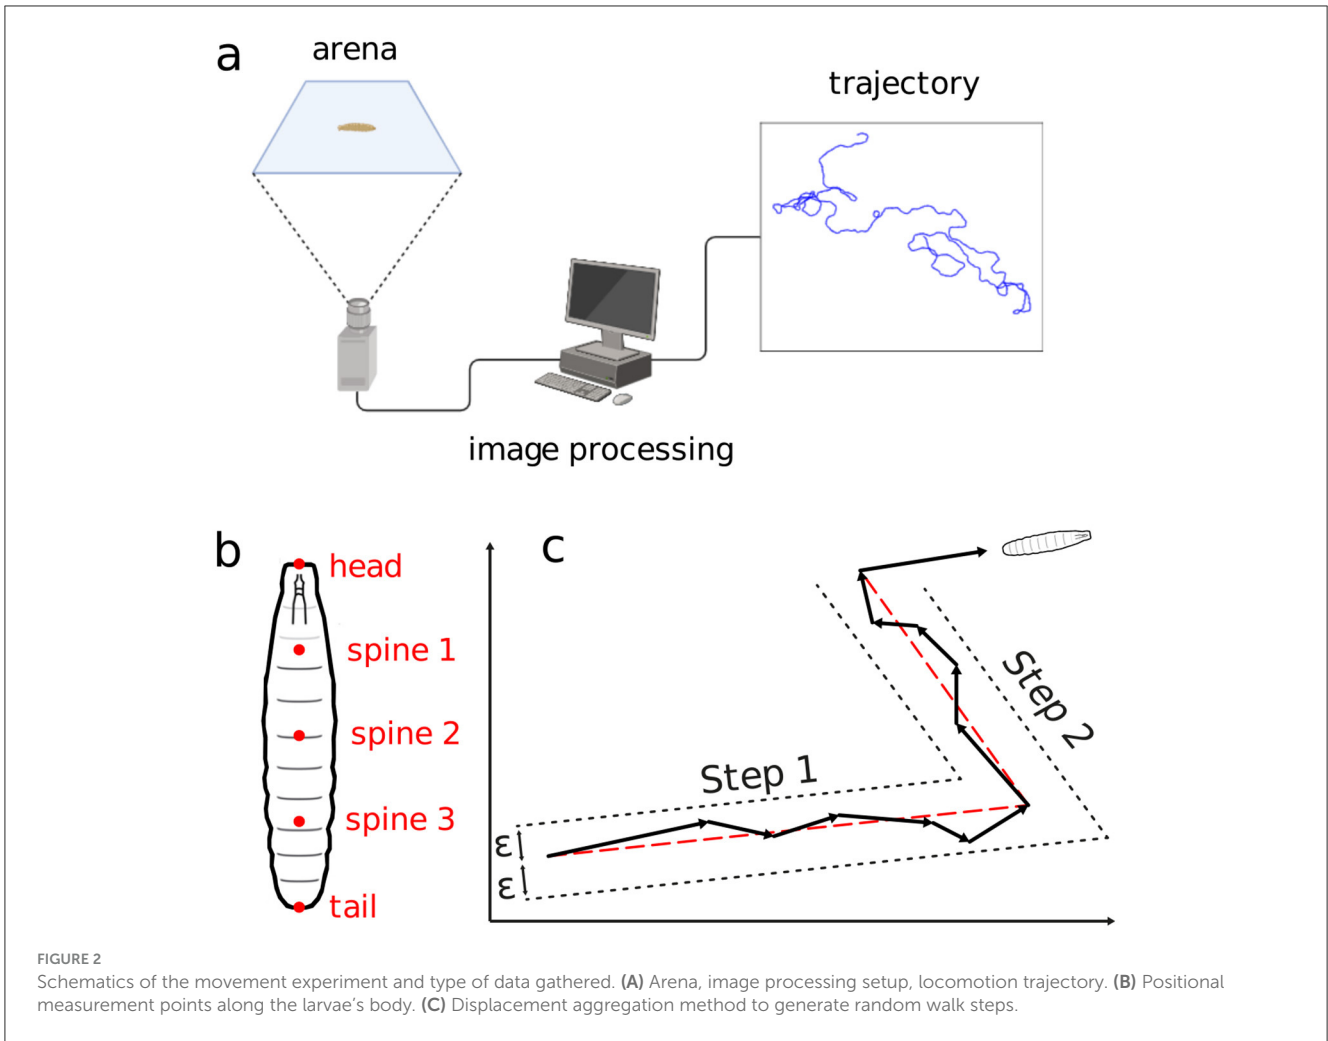 a
arena
trajectory
image processing
b
head
spine 1
spine 2
spine 3
tail
c
Step 1
Step 2
ε
ε
FIGURE 2
Schematics of the movement experiment and type of data gathered. (A) Arena, image processing setup, locomotion trajectory. (B) Positional
measurement points along the larvae's body. (C) Displacement aggregation method to generate random walk steps.